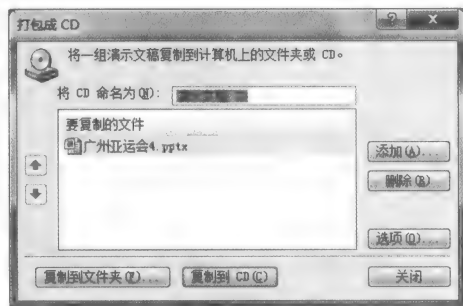 打包成 CD
将一组演示文稿复制到计算机上的文件夹或 CD。
将 CD 命名为(N):
要复制的文件
广州亚运会4.pptx
添加(A)...
删除(R)
选项(O)...
复制到文件夹(F)...
复制到 CD(C)
关闭